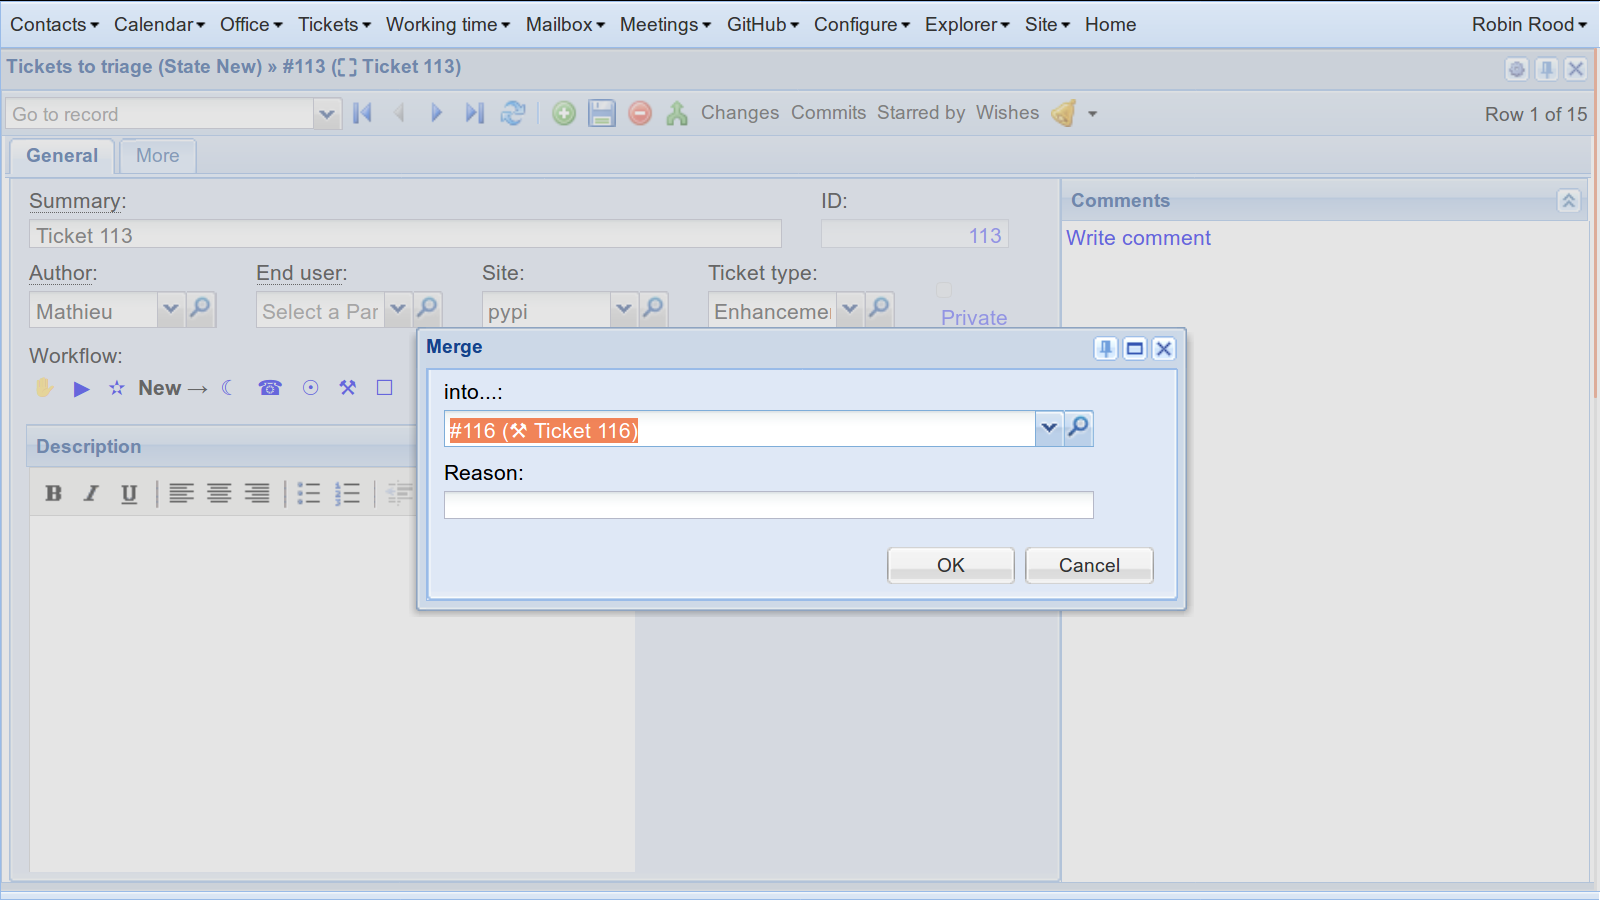 Contacts Calendar Office Tickets Working time Mailbox Meetings GitHub Configure Explorer Site Home Robin Rood
Tickets to triage (State New) » #113 (⛶ Ticket 113)
Go to record Changes Commits Starred by Wishes Row 1 of 15
General More
Summary: ID:
Ticket 113 113
Comments
Write comment
Author: End user: Site: Ticket type:
Mathieu Select a Par pypi Enhancemer Private
Workflow:
✋ ▶ ☆ New → ☾ ☎ ☉ ⚒ ☐
Description
B I U
Merge
into...:
#116 (⚒ Ticket 116)
Reason:
OK Cancel